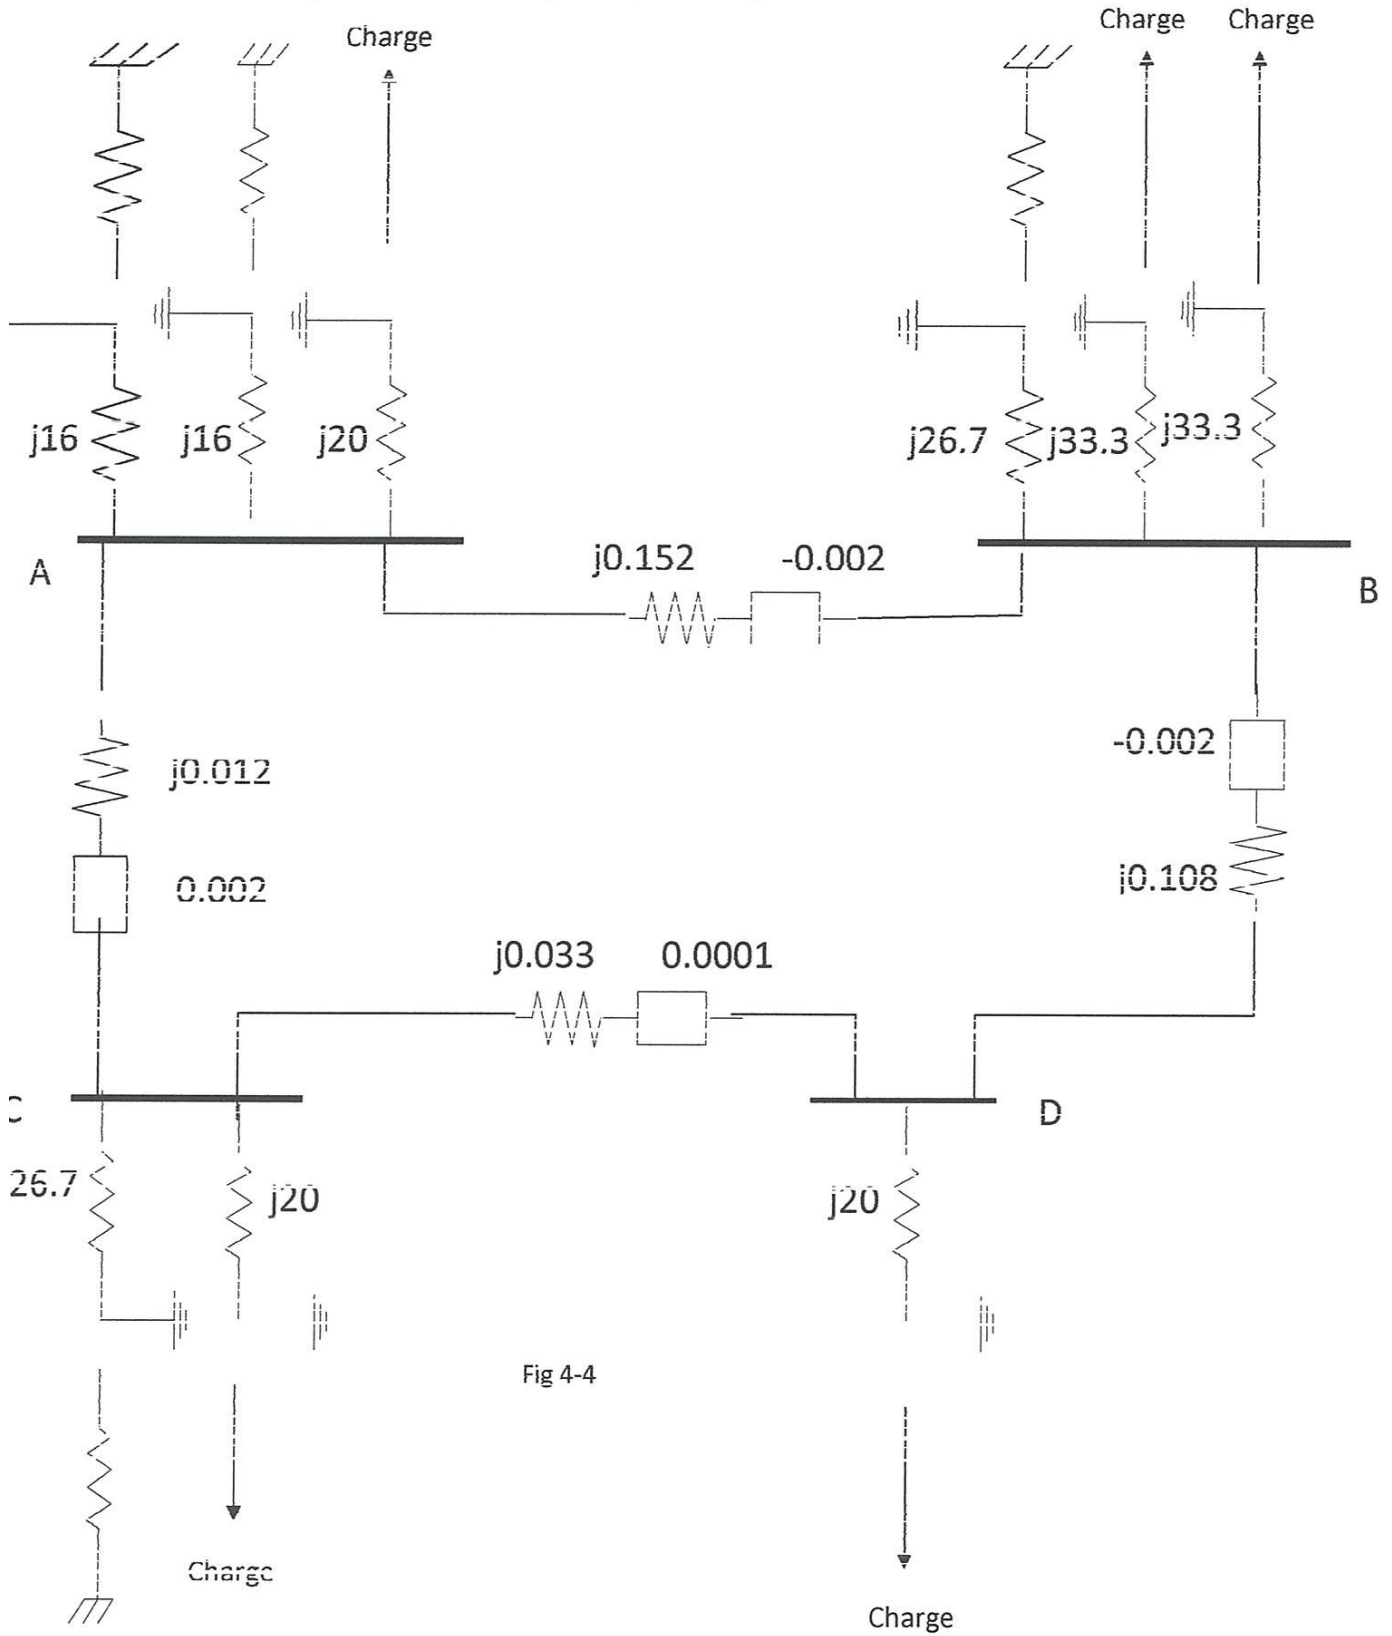 Charge
Charge Charge
j16 j16 j20
j26.7 j33.3 j33.3
A
j0.152 -0.002
B
j0.012
-0.002
0.002
j0.108
j0.033 0.0001
D
26.7
j20
j20
Fig 4-4
Charge
Charge